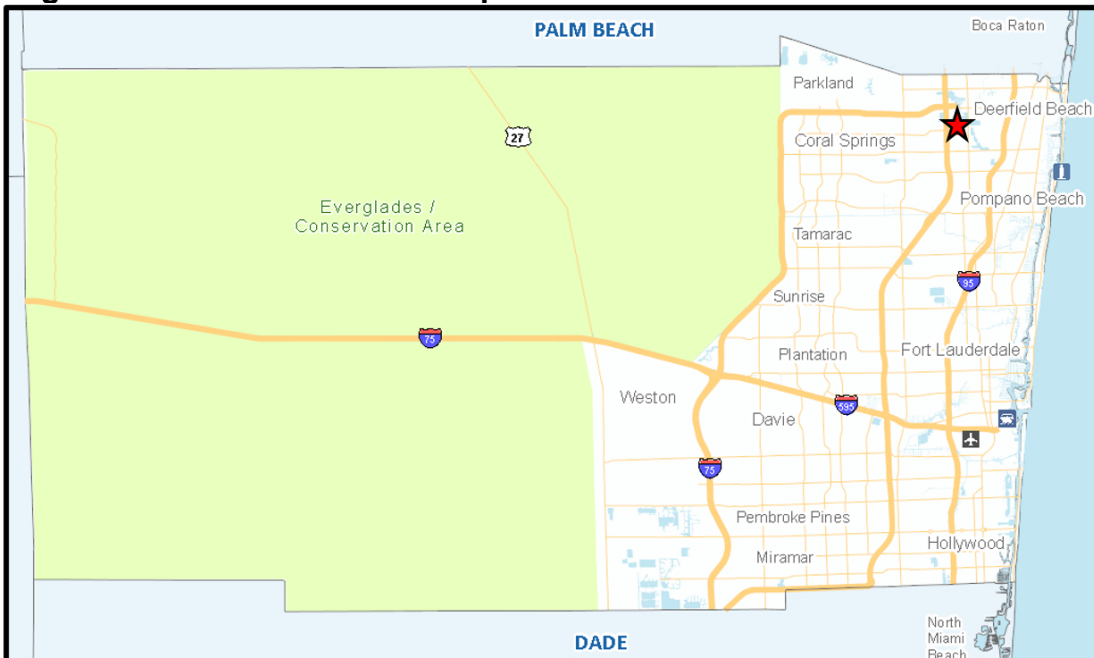 PALM BEACH
Boca Raton
Parkland
Deerfield Beach
27
Coral Springs
Pompano Beach
Everglades /
Conservation Area
Tamarac
95
Sunrise
75
Plantation
Fort Lauderdale
Weston
595
Davie
75
Pembroke Pines
Hollywood
Miramar
DADE
North
Miami
Beach